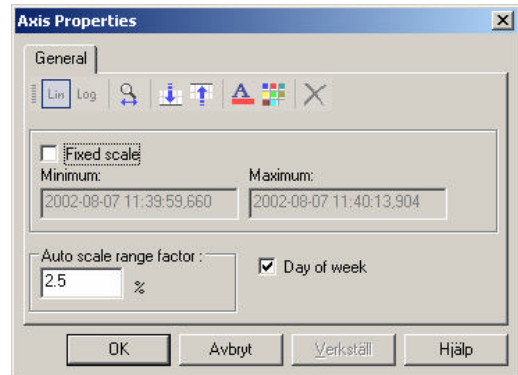 Axis Properties
General
Lin Log A
Fixed scale
Minimum: Maximum:
2002-08-07 11:39:59,660 2002-08-07 11:40:13,904
Auto scale range factor :
2.5 %
Day of week
OK Avbryt Verkställ Hjälp